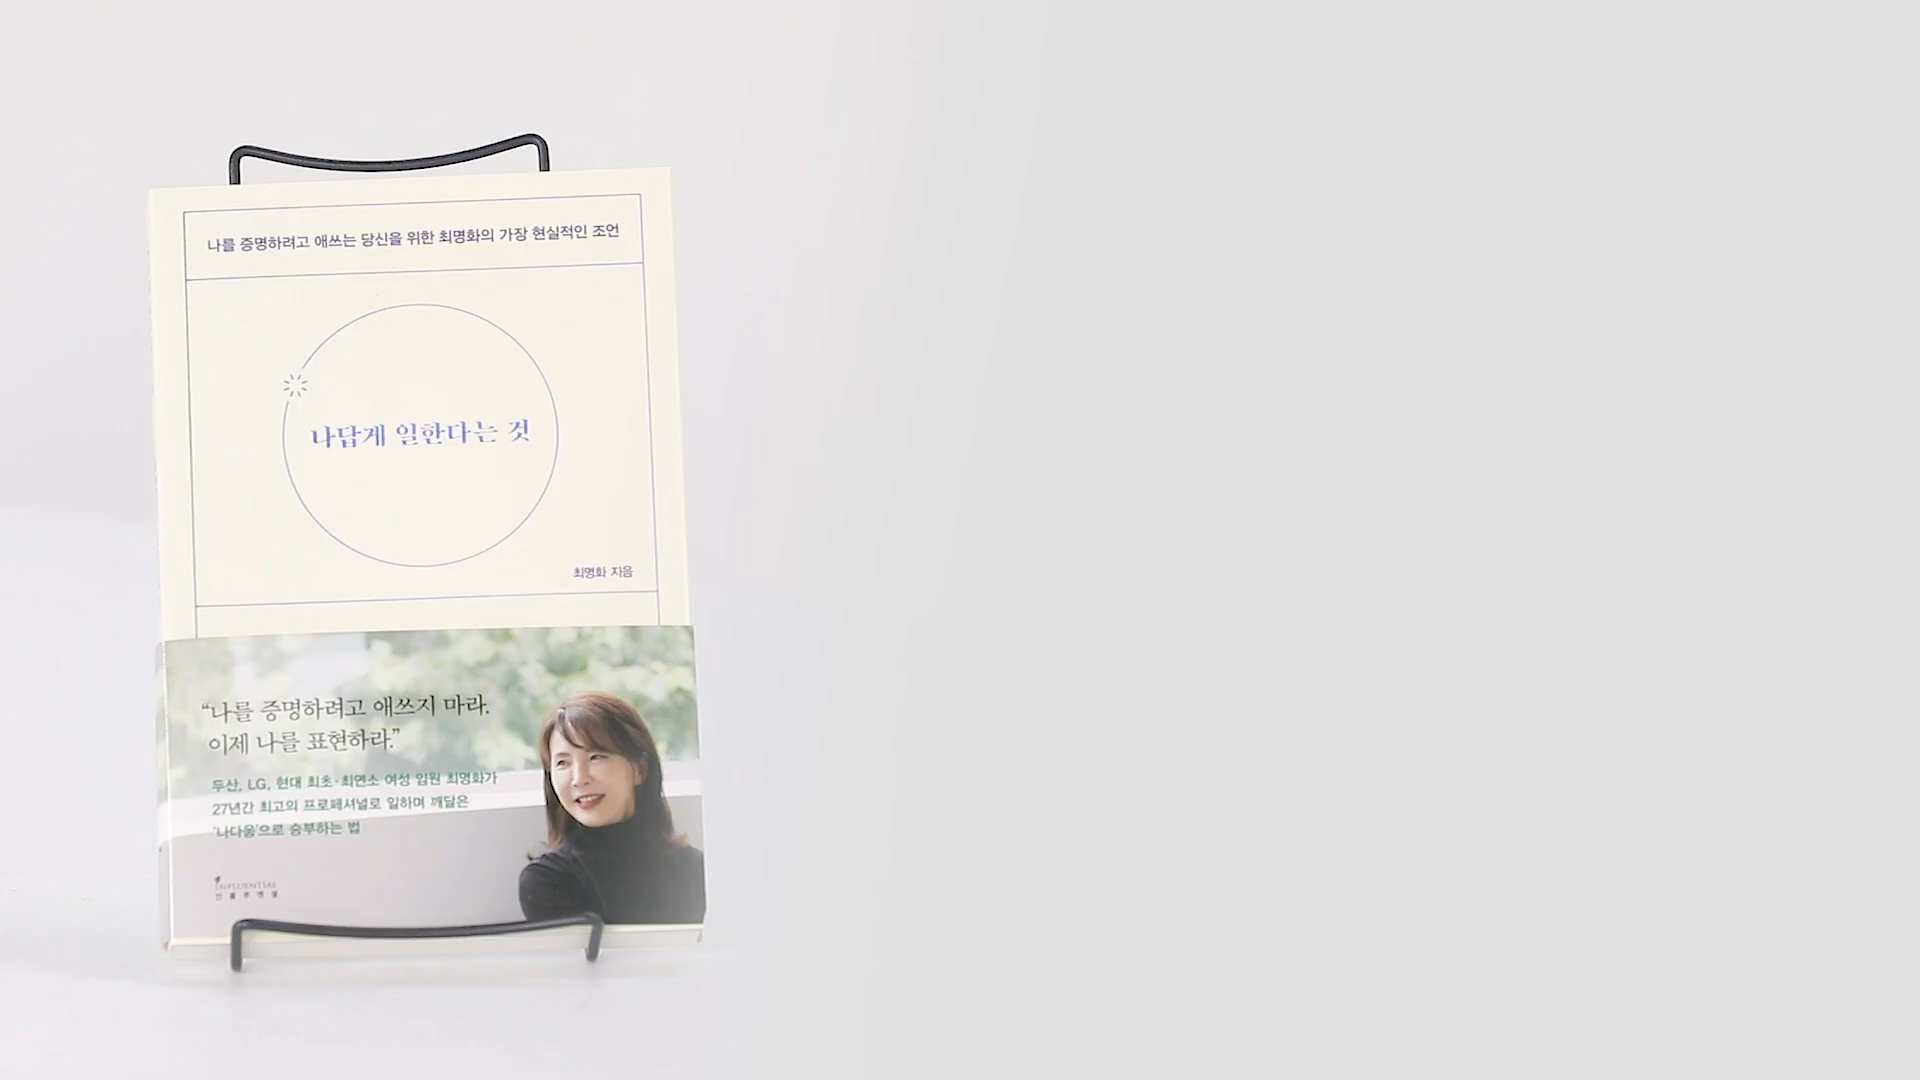 나를 증명하려고 애쓰는 당신을 위한 최명화의 가장 현실적인 조언
나답게 일한다는 것
최명화 지음
“나를 증명하려고 애쓰지 마라.
이제 나를 표현하라.”
두산, LG, 현대 최초·최연소 여성 임원 최명화가
27년간 최고의 프로페셔널로 일하며 깨달은
‘나다움’으로 승부하는 법
INFLUENTIAL
인플루엔셜